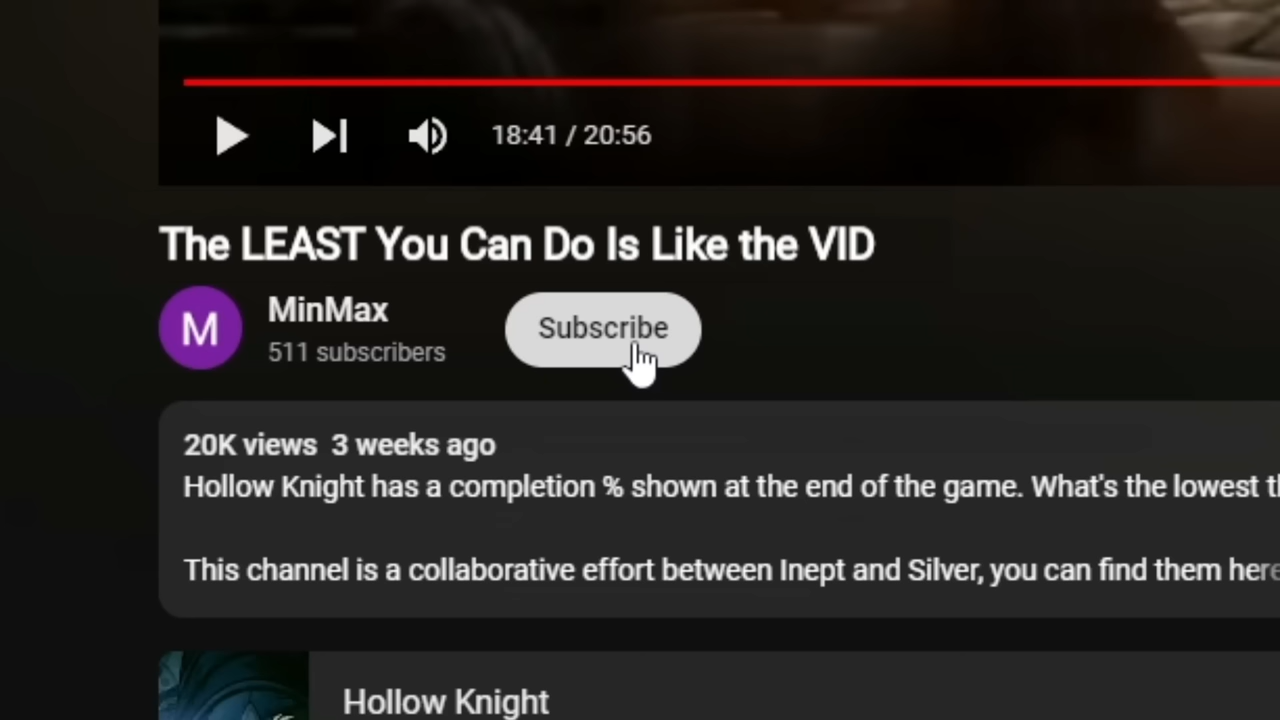 18:41 / 20:56
The LEAST You Can Do Is Like the VID
M
MinMax
511 subscribers
Subscribe
20K views 3 weeks ago
Hollow Knight has a completion % shown at the end of the game. What's the lowest
This channel is a collaborative effort between Inept and Silver, you can find them here
Hollow Knight